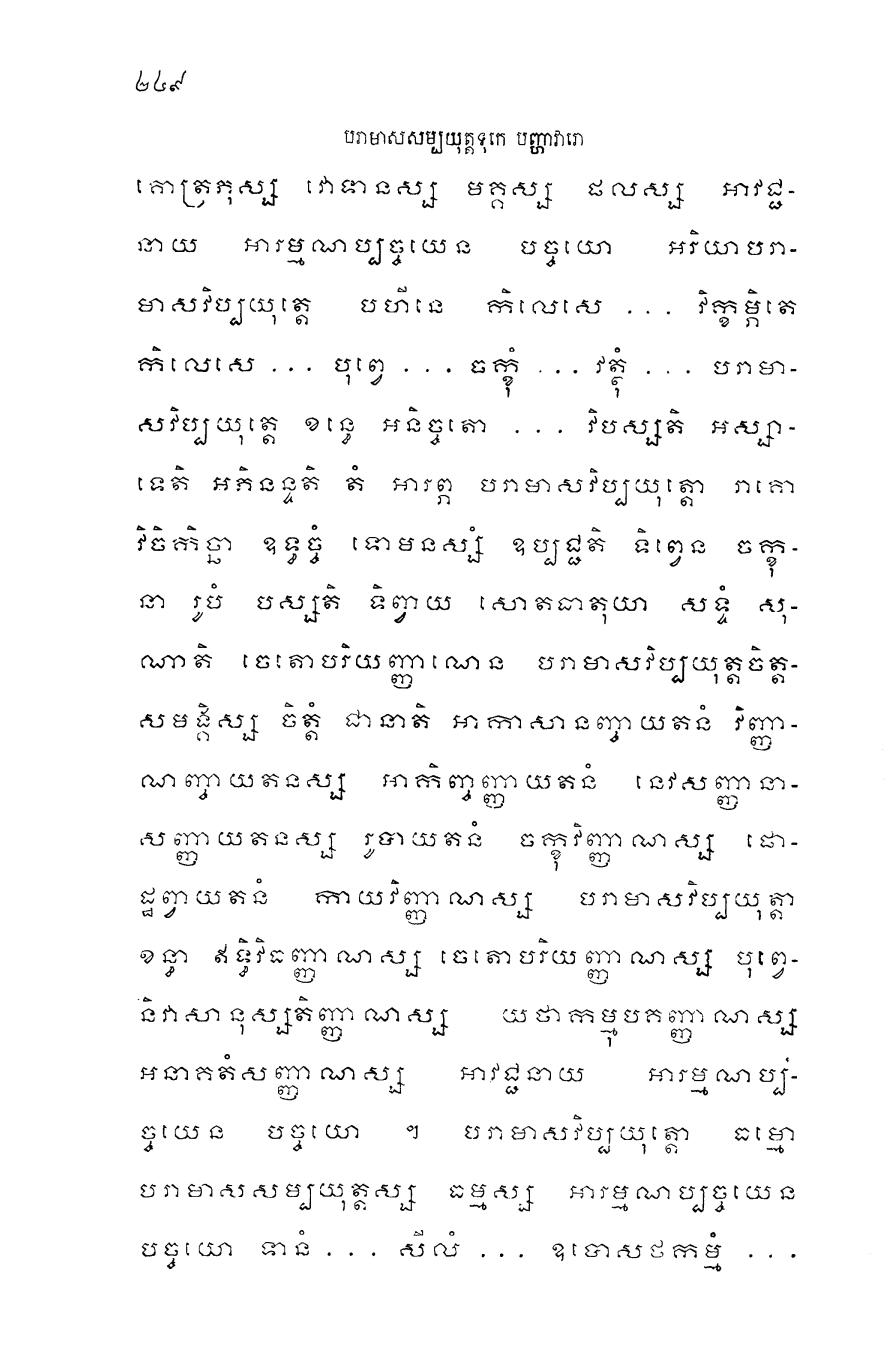 ២៤៩
បរាមាសសម្បយុត្តទុកេ បញ្ហាវារោ
គោត្រភុស្ស វោទានស្ស មគ្គស្ស ផលស្ស អាវជ្ជ-
នាយ អារម្មណប្បច្ចយេន បច្ចយោ អរិយាបរា-
មាសវិប្បយុត្តេ បហីនេ កិលេសេ ... វិក្ខម្ភិតេ
កិលេសេ ... បុព្វេ ... ចក្ខុំ ... វត្ថុំ ... បរាមា-
សវិប្បយុត្តេ ខន្ធេ អនិច្ចតោ ... វិបស្សតិ អស្សា-
ទេតិ អភិនន្ទតិ តំ អារព្ភ បរាមាសវិប្បយុត្តោ រាគោ
វិចិកិច្ឆា ឧទ្ធច្ចំ ទោមនស្សំ ឧប្បជ្ជតិ ទិព្វេន ចក្ខុ-
នា រូបំ បស្សតិ ទិព្វាយ សោតធាតុយា សទ្ទំ សុ-
ណាតិ ចេតោបរិយញ្ញាណេន បរាមាសវិប្បយុត្តចិត្ត-
សមង្គិស្ស ចិត្តំ ជានាតិ អាកាសានញ្ចាយតនំ វិញ្ញា-
ណញ្ចាយតនស្ស អាកិញ្ចញ្ញាយតនំ នេវសញ្ញានា-
សញ្ញាយតនស្ស រូបាយតនំ ចក្ខុវិញ្ញាណស្ស ផោ-
ដ្ឋព្វាយតនំ កាយវិញ្ញាណស្ស បរាមាសវិប្បយុត្តា
ខន្ធា ឥទ្ធិវិធញ្ញាណស្ស ចេតោបរិយញ្ញាណស្ស បុព្វេ-
និវាសានុស្សតិញ្ញាណស្ស យថាកម្មុបគញ្ញាណស្ស
អនាគតំសញ្ញាណស្ស អាវជ្ជនាយ អារម្មណប្ប-
ច្ចយេន បច្ចយោ ។ បរាមាសវិប្បយុត្តោ ធម្មោ
បរាមាសសម្បយុត្តស្ស ធម្មស្ស អារម្មណប្បច្ចយេន
បច្ចយោ ទានំ ... សីលំ ... ឧបោសថកម្មំ ...